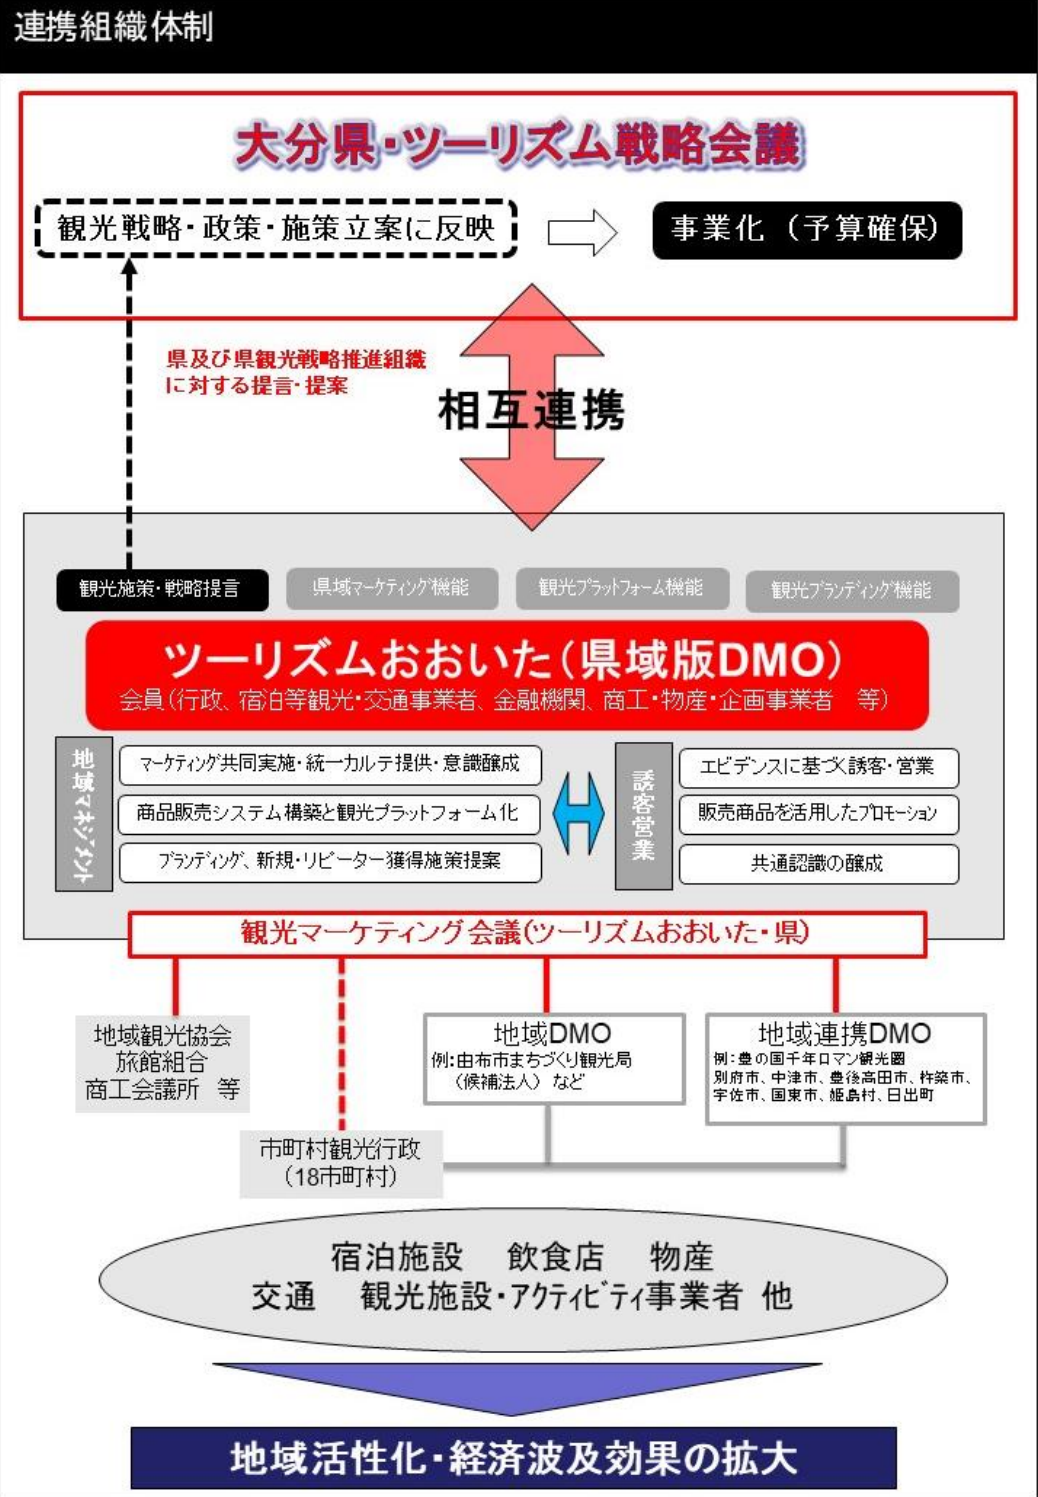 連携組織体制
大分県・ツーリズム戦略会議
観光戦略・政策・施策立案に反映
事業化（予算確保）
県及び県観光戦略推進組織
に対する提言・提案
相互連携
観光施策・戦略提言
県域マーケティング機能
観光プラットフォーム機能
観光ブランディング機能
ツーリズムおおいた（県域版DMO）
会員（行政、宿泊等観光・交通事業者、金融機関、商工・物産・企画事業者　等）
地域マネジメント
マーケティング共同実施・統一カルテ提供・意識醸成
商品販売システム構築と観光プラットフォーム化
ブランディング、新規・リピーター獲得施策提案
誘客営業
エビデンスに基づく誘客・営業
販売商品を活用したプロモーション
共通認識の醸成
観光マーケティング会議(ツーリズムおおいた・県)
地域観光協会
旅館組合
商工会議所　等
地域DMO
例：由布市まちづくり観光局
（候補法人）など
地域連携DMO
例：豊の国千年ロマン観光圏
別府市、中津市、豊後高田市、杵築市、
宇佐市、国東市、姫島村、日出町
市町村観光行政
（18市町村）
宿泊施設　飲食店　物産
交通　観光施設・アクティビティ事業者 他
地域活性化・経済波及効果の拡大